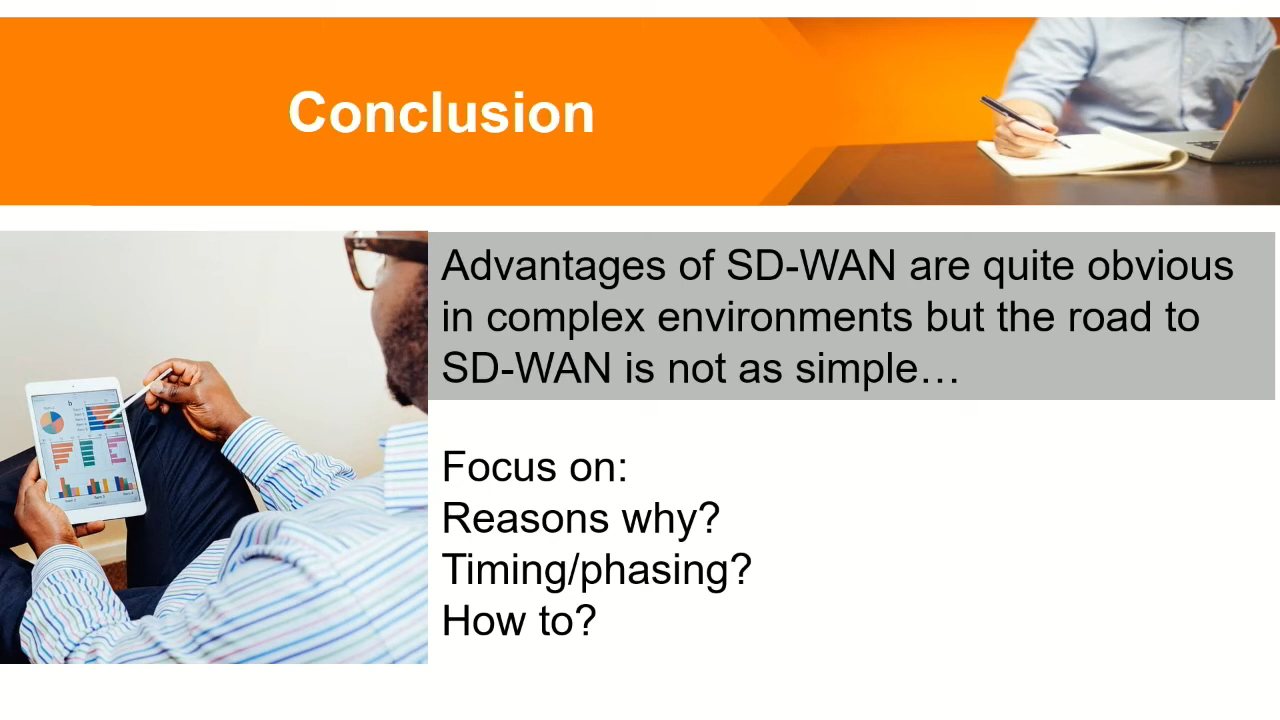 Conclusion
Advantages of SD-WAN are quite obvious
in complex environments but the road to
SD-WAN is not as simple…
Focus on:
Reasons why?
Timing/phasing?
How to?